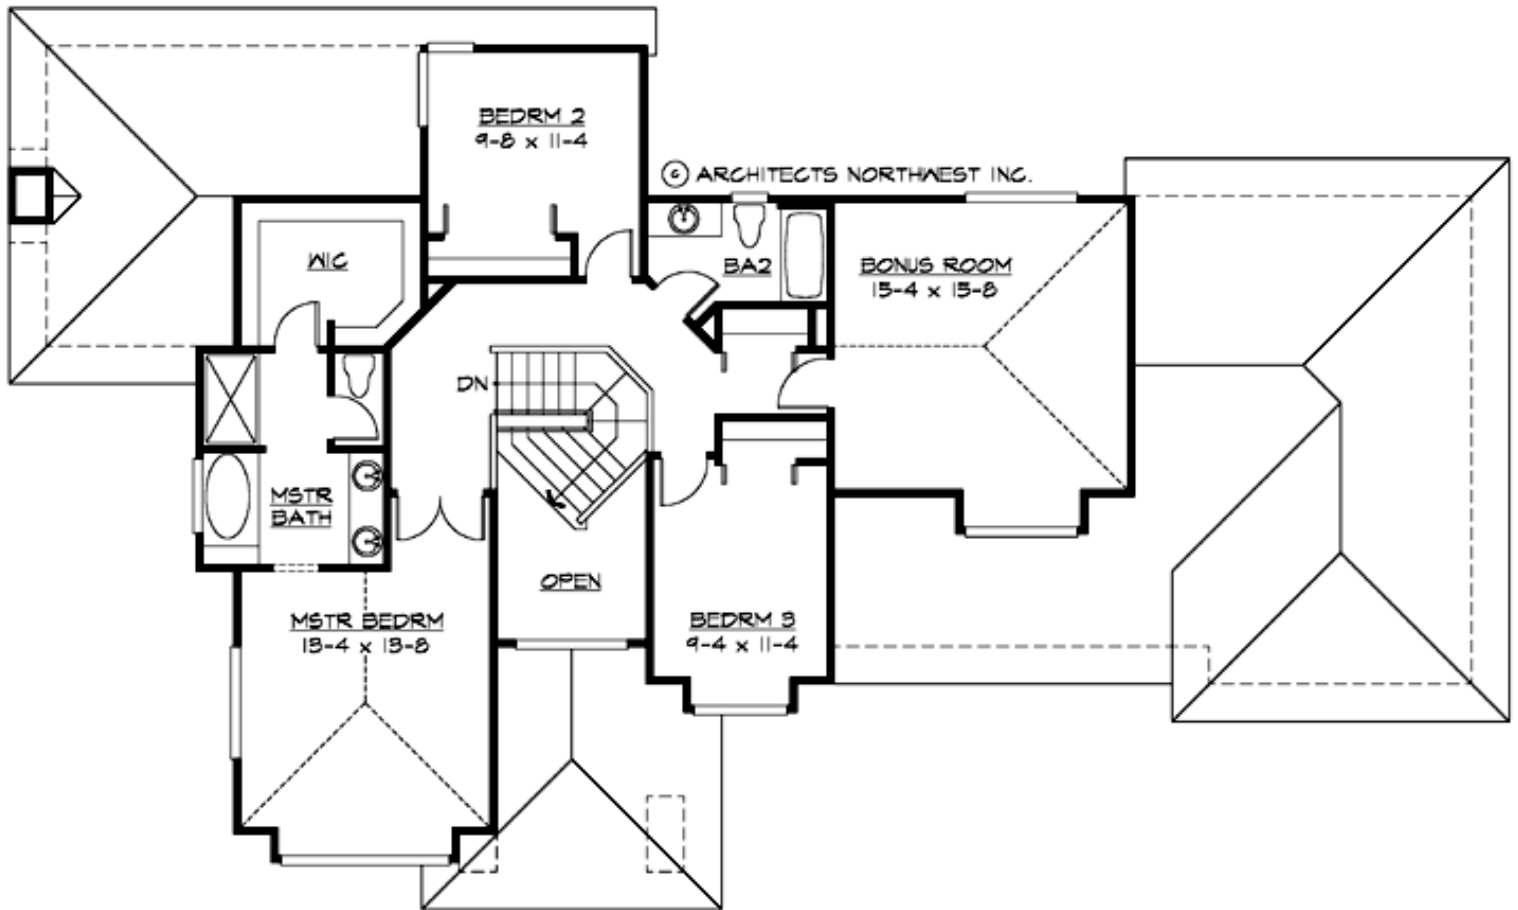 BEDRM 2
9-8 x 11-4
© ARCHITECTS NORTHWEST INC.
WIC
BA2
BONUS ROOM
15-4 x 15-8
DN
MSTR
BATH
OPEN
MSTR BEDRM
13-4 x 13-8
BEDRM 3
9-4 x 11-4